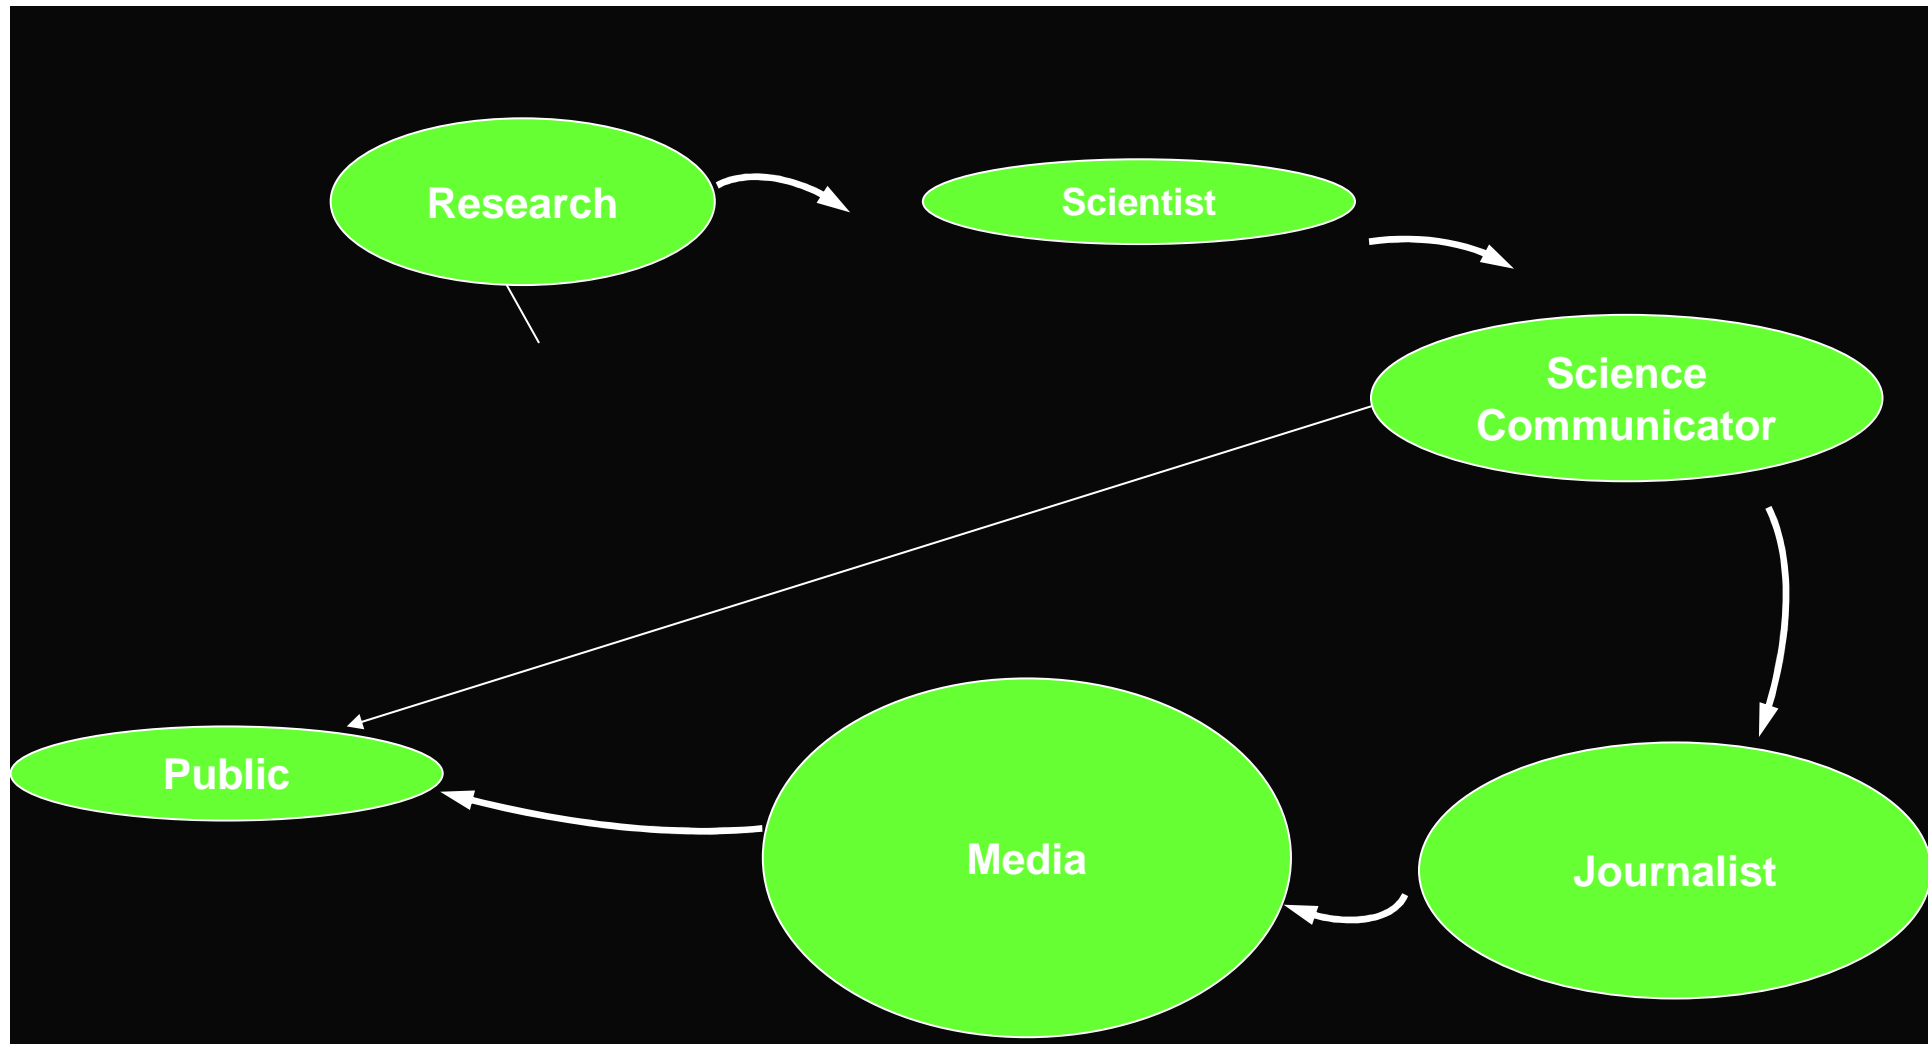 Research
Scientist
Science
Communicator
Public
Media
Journalist